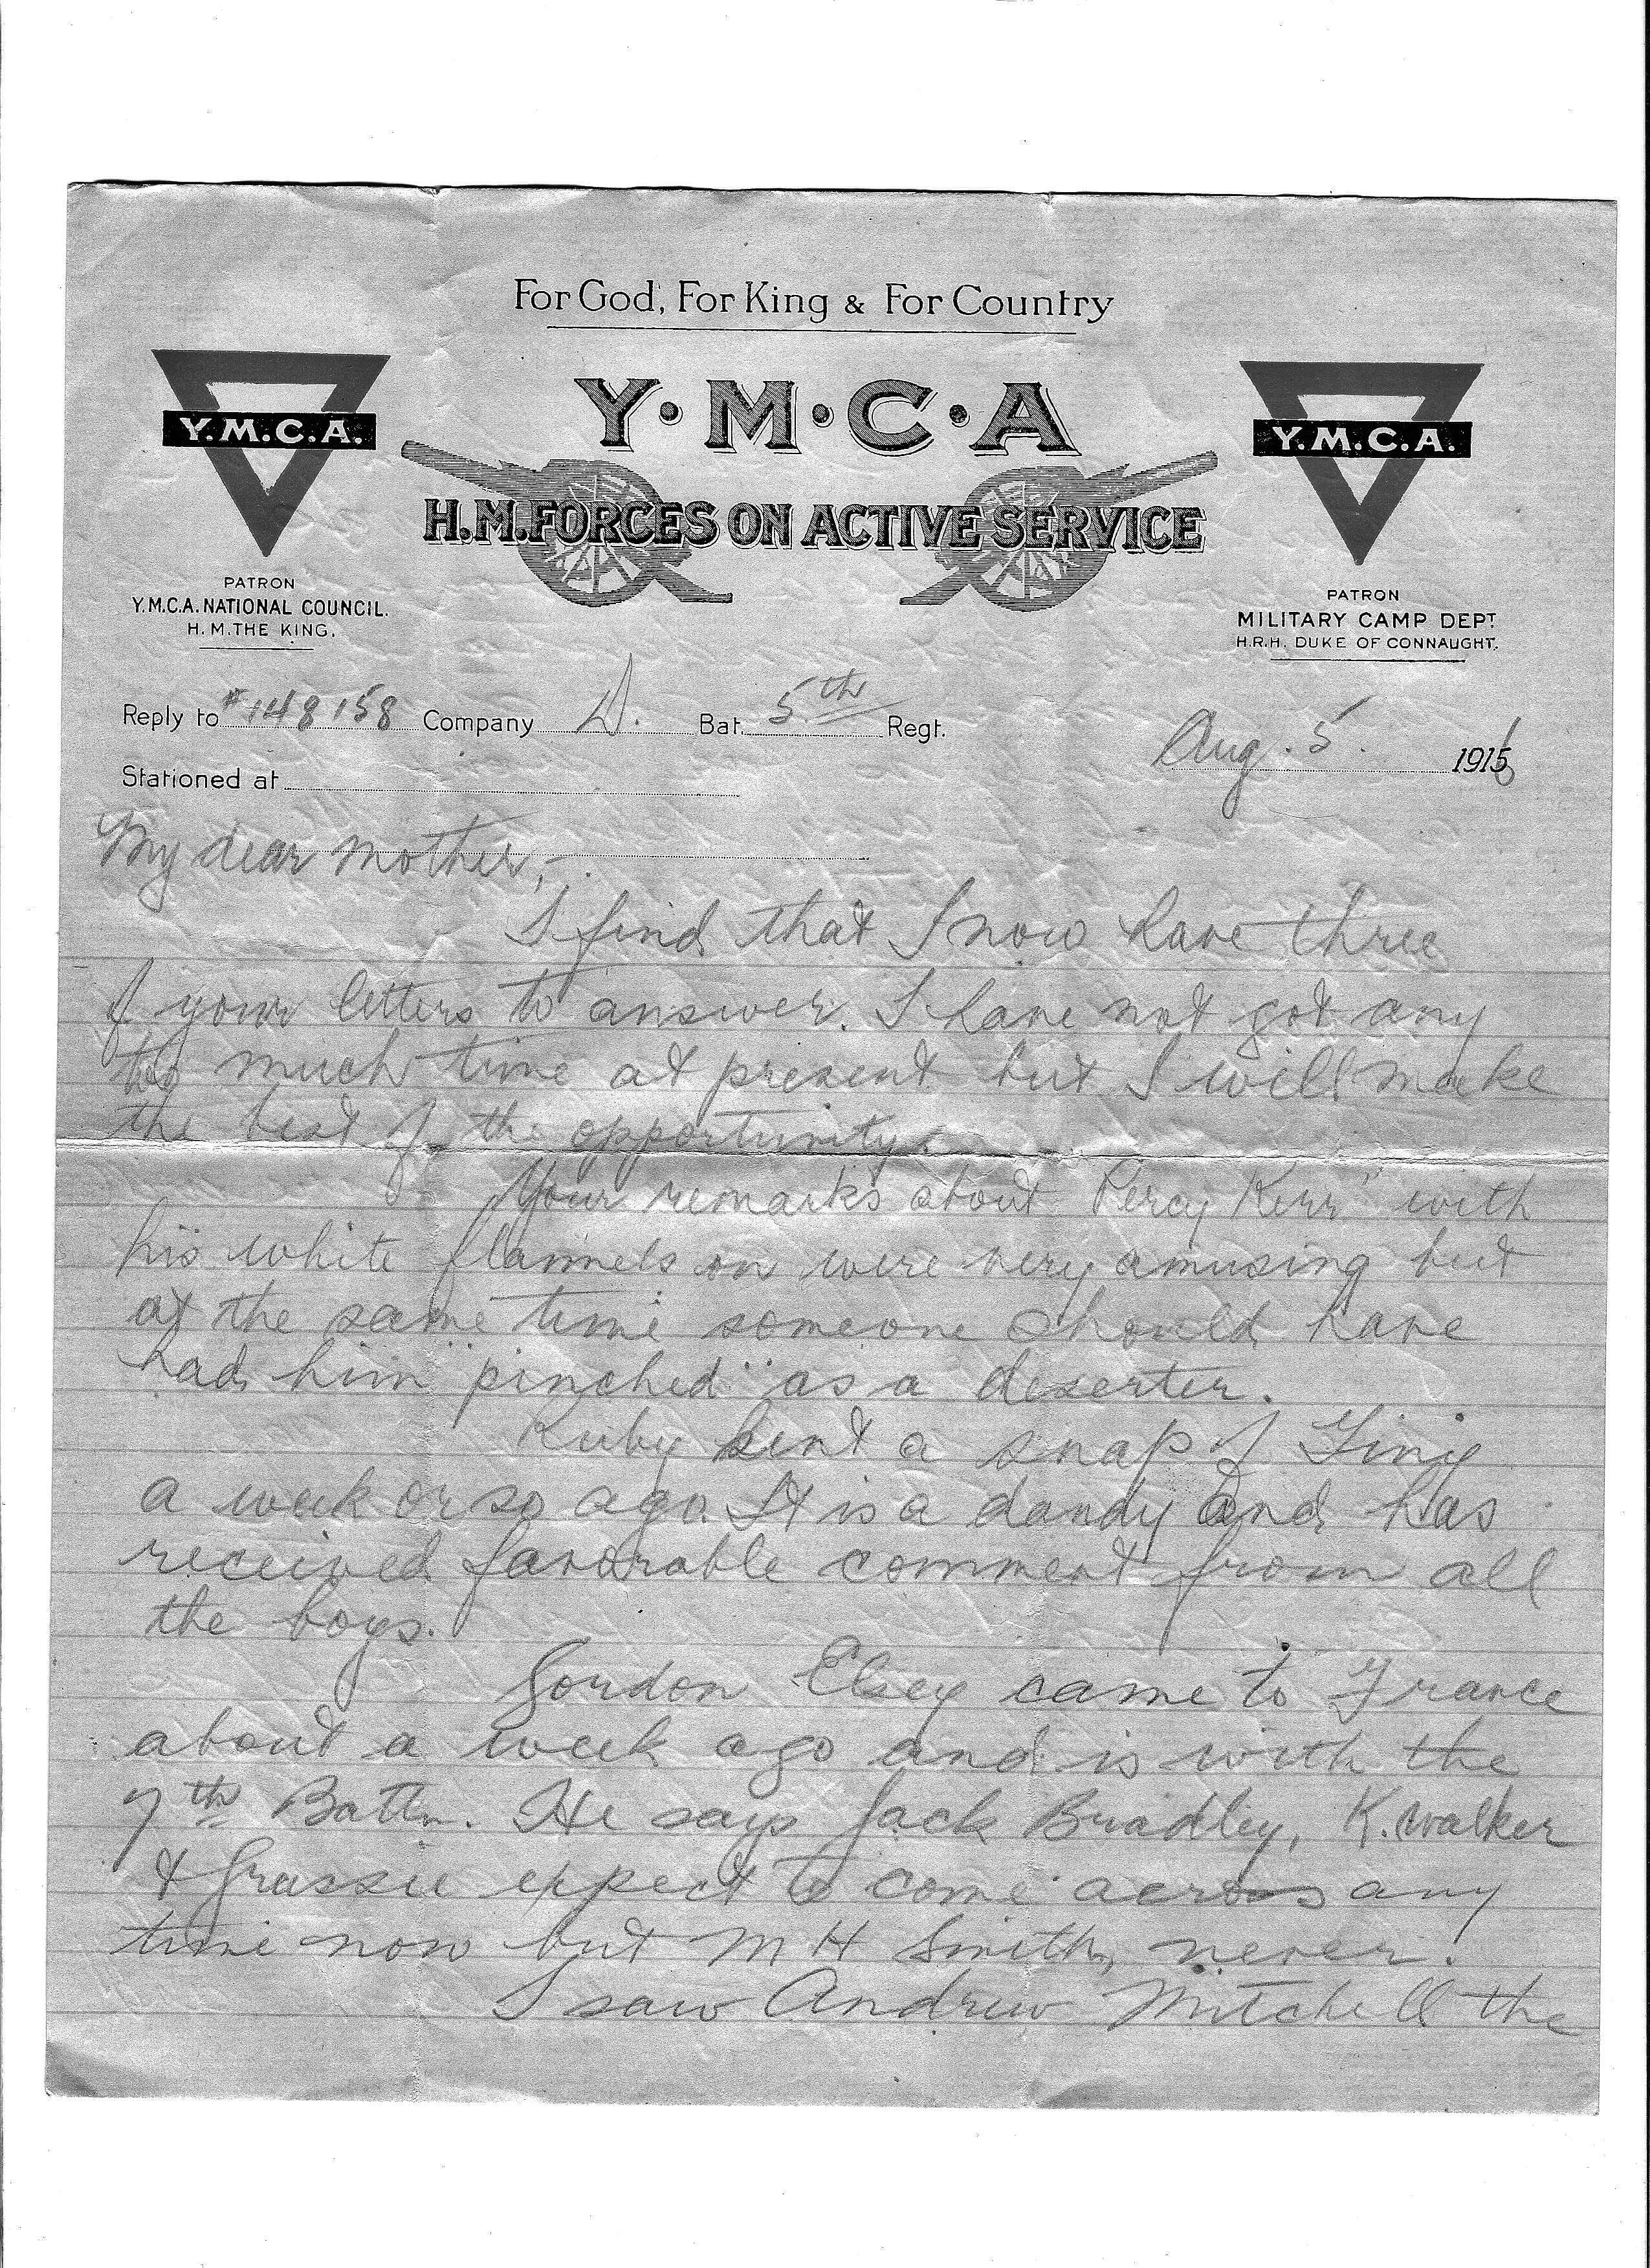 For God, For King & For Country
Y.M.C.A.
Y·M·C·A
Y.M.C.A.
H.M. FORCES ON ACTIVE SERVICE
PATRON
Y.M.C.A. NATIONAL COUNCIL.
H.M. THE KING.
PATRON
MILITARY CAMP DEPT
H.R.H. DUKE OF CONNAUGHT.
Reply to #148158 Company D. Bat. 5th Regt.
Aug. 5. 1916
Stationed at
My dear Mother,-
I find that I now have three
of your letters to answer. I have not got any
too much time at present but I will make
the best of the opportunity.
Your remarks about "Percy Kerr" with
his white flannels on were very amusing but
at the same time someone should have
had him "pinched" as a deserter.
Ruby sent a snap of Tiny
a week or so ago. It is a dandy and has
received favorable comment from all
the boys.
Gordon Elsey came to France
about a week ago and is with the
7th Battn. He says Jack Bradley, K. Walker
& Grassie expect to come across any
time now but M H Smith, never.
I saw Andrew Mitchell the